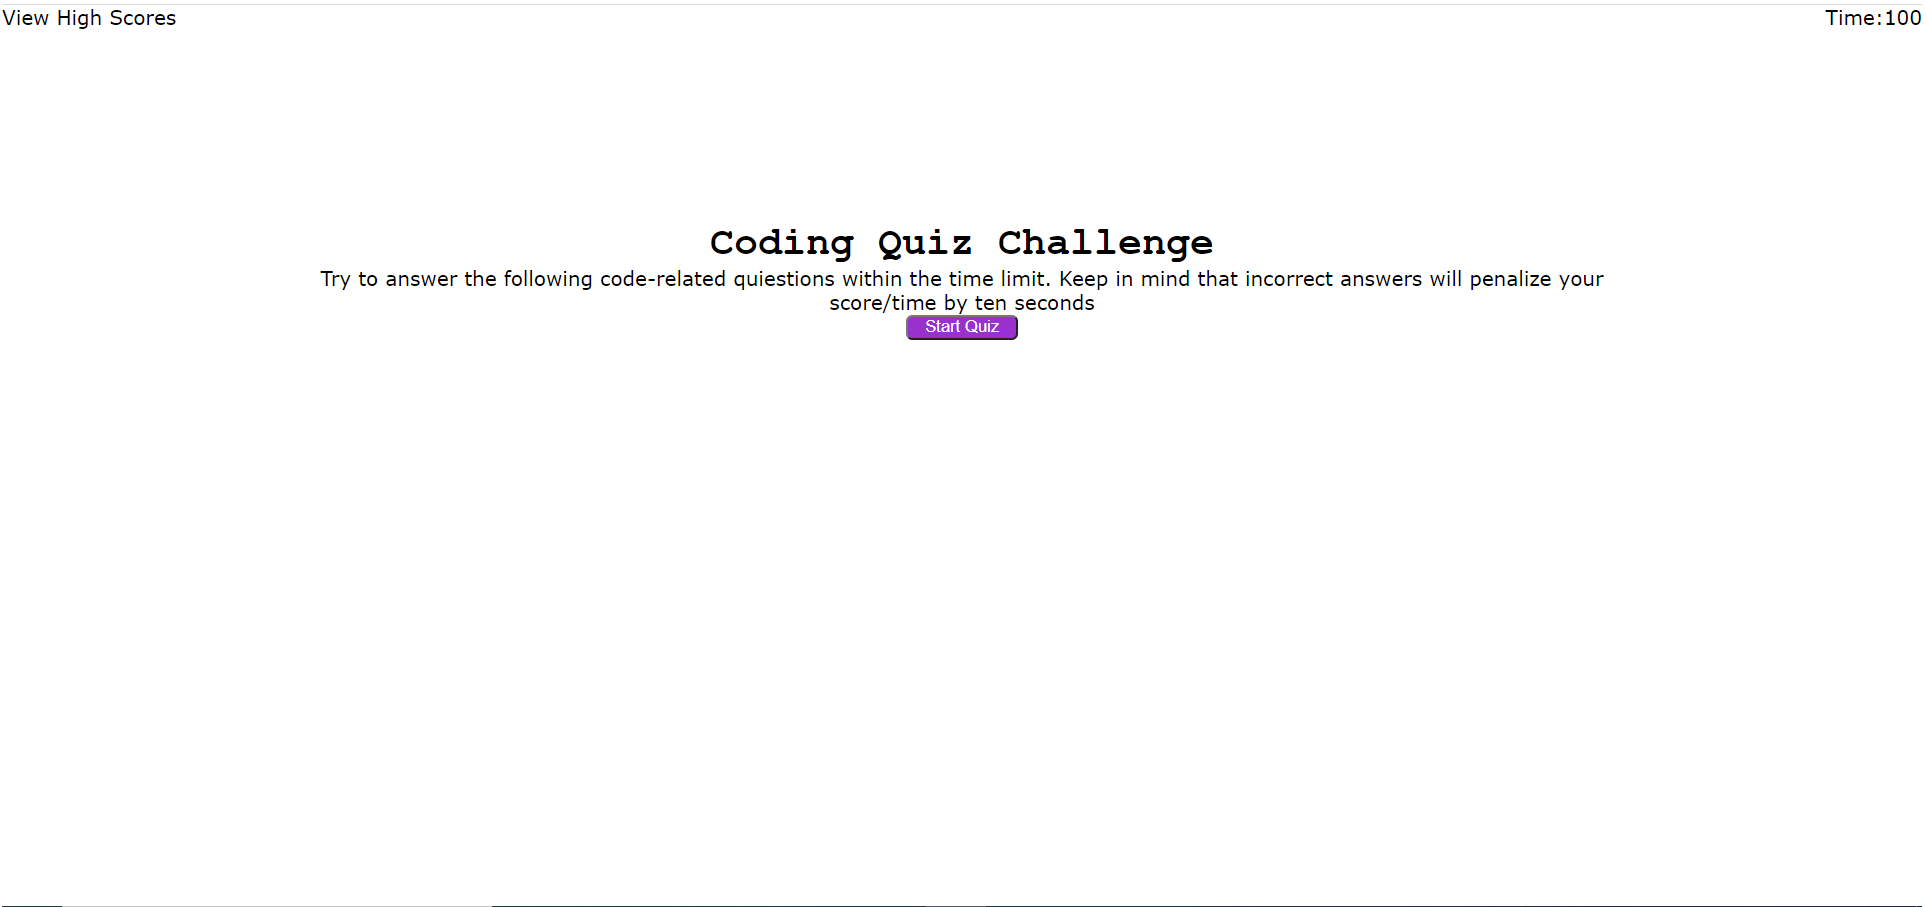 View High Scores
Time:100
Coding Quiz Challenge
Try to answer the following code-related quiestions within the time limit. Keep in mind that incorrect answers will penalize your
score/time by ten seconds
Start Quiz